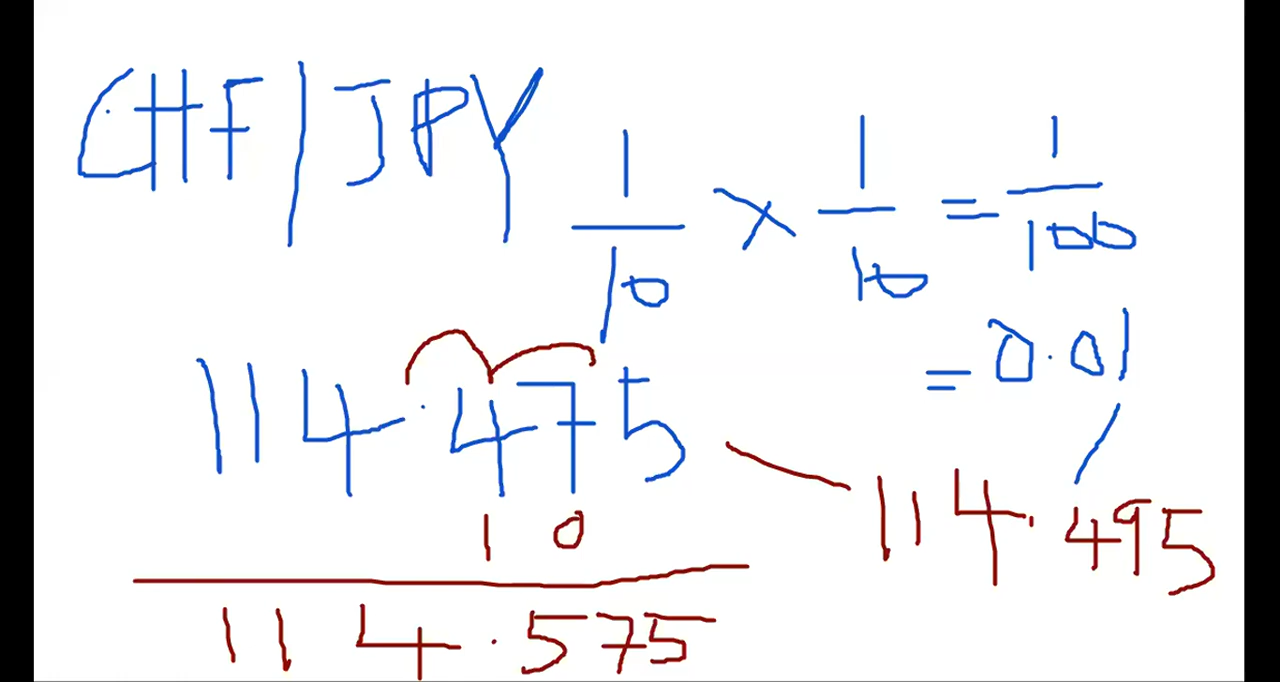 CHF/JPY
1/10 × 1/10 = 1/100
= 0.01
114.475
114.495
10
114.575